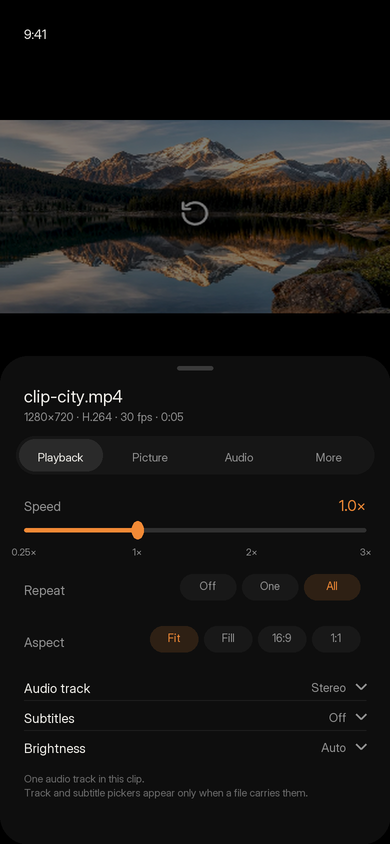 9:41
clip-city.mp4
1280×720 · H.264 · 30 fps · 0:05
Playback Picture Audio More
Speed 1.0×
0.25× 1× 2× 3×
Repeat Off One All
Aspect Fit Fill 16:9 1:1
Audio track Stereo
Subtitles Off
Brightness Auto
One audio track in this clip.
Track and subtitle pickers appear only when a file carries them.